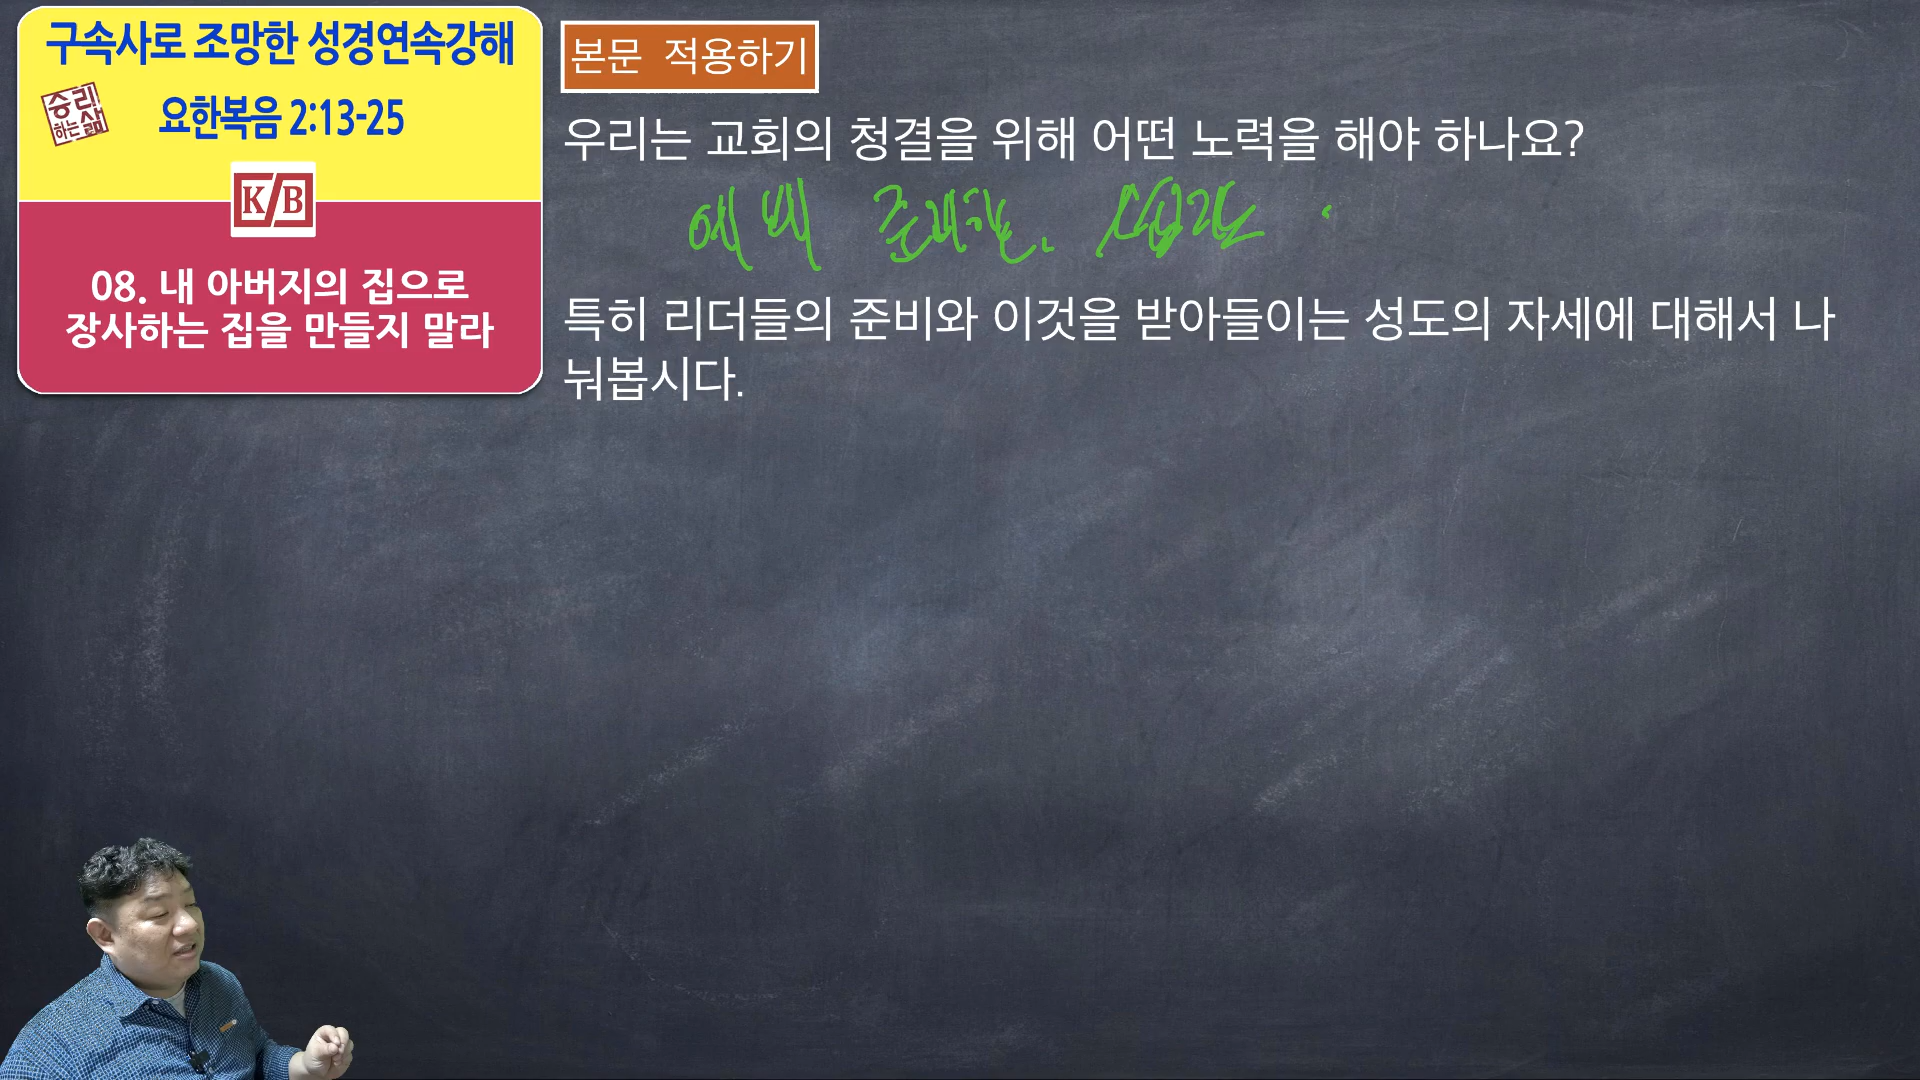 구속사로 조망한 성경연속강해
승리
하는 삶
요한복음 2:13-25
K/B
08. 내 아버지의 집으로
장사하는 집을 만들지 말라
본문 적용하기
우리는 교회의 청결을 위해 어떤 노력을 해야 하나요?
예배
특히 리더들의 준비와 이것을 받아들이는 성도의 자세에 대해서 나
눠봅시다.